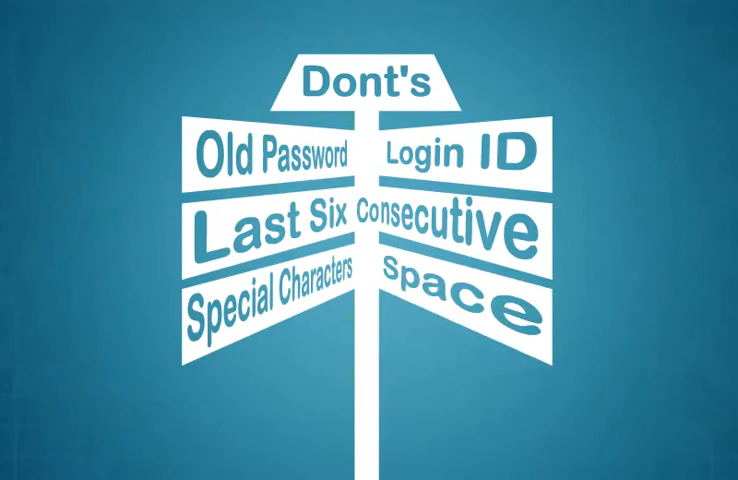 Dont's
Old Password
Login ID
Last Six
Consecutive
Special Characters
Space